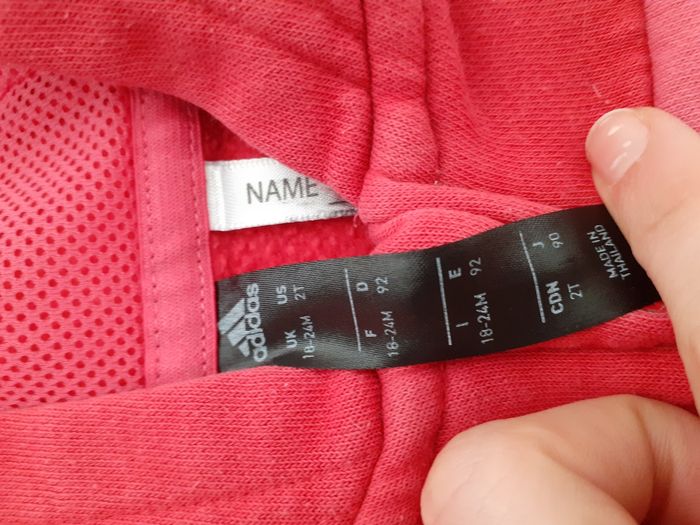 NAME
adidas
UK US
18-24M 2T
F D
18-24M 92
I E
18-24M 92
CDN J
2T 90
MADE IN
THAILAND